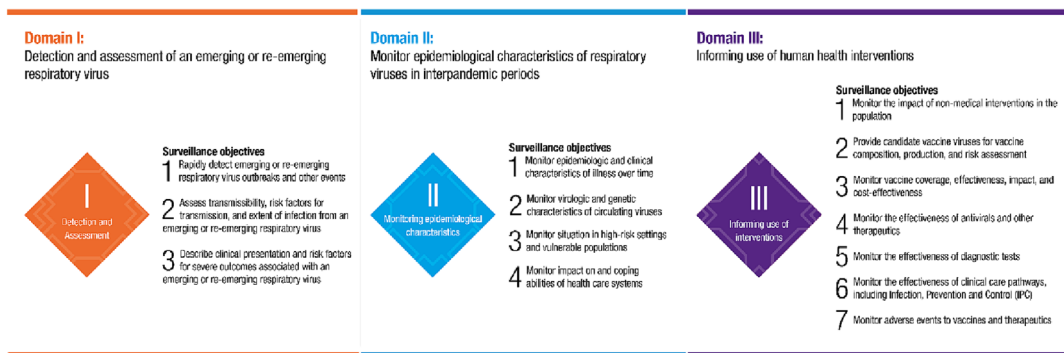 Domain I:
Detection and assessment of an emerging or re-emerging
respiratory virus
Surveillance objectives
1 Rapidly detect emerging or re-emerging
respiratory virus outbreaks and other events
2 Assess transmissibility, risk factors for
transmission, and extent of infection from an
emerging or re-emerging respiratory virus
3 Describe clinical presentation and risk factors
for severe outcomes associated with an
emerging or re-emerging respiratory virus
I
Detection and
Assessment
Domain II:
Monitor epidemiological characteristics of respiratory
viruses in interpandemic periods
Surveillance objectives
1 Monitor epidemiologic and clinical
characteristics of illness over time
2 Monitor virologic and genetic
characteristics of circulating viruses
3 Monitor situation in high-risk settings
and vulnerable populations
4 Monitor impact on and coping
abilities of health care systems
II
Monitoring epidemiological
characteristics
Domain III:
Informing use of human health interventions
Surveillance objectives
1 Monitor the impact of non-medical interventions in the
population
2 Provide candidate vaccine viruses for vaccine
composition, production, and risk assessment
3 Monitor vaccine coverage, effectiveness, impact, and
cost-effectiveness
4 Monitor the effectiveness of antivirals and other
therapeutics
5 Monitor the effectiveness of diagnostic tests
6 Monitor the effectiveness of clinical care pathways,
including Infection, Prevention and Control (IPC)
7 Monitor adverse events to vaccines and therapeutics
III
Informing use of
interventions